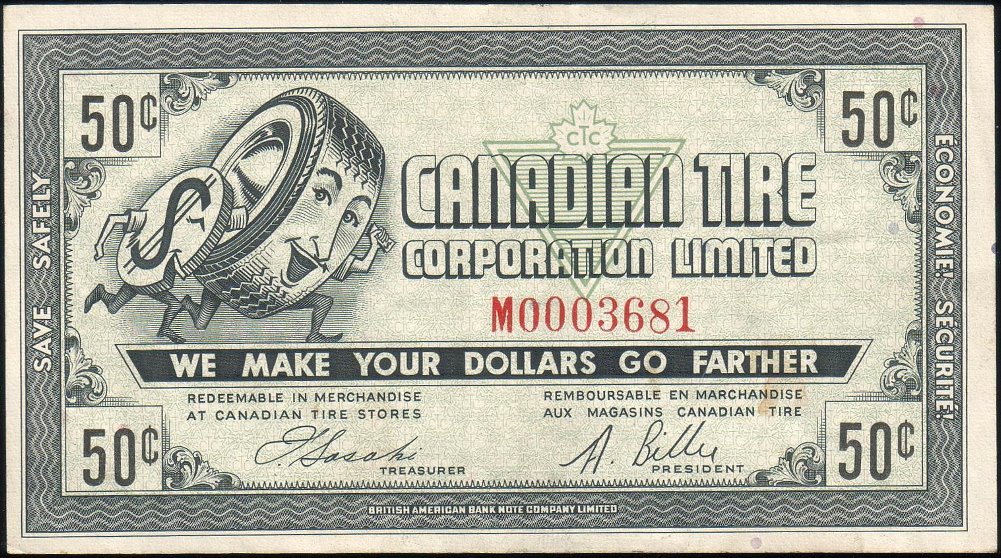 50¢
50¢
CTC
CANADIAN TIRE
CORPORATION LIMITED
$
M0003681
SAVE SAFELY
ÉCONOMIE! SÉCURITÉ!
WE MAKE YOUR DOLLARS GO FARTHER
REDEEMABLE IN MERCHANDISE
AT CANADIAN TIRE STORES
REMBOURSABLE EN MARCHANDISE
AUX MAGASINS CANADIAN TIRE
50¢
TREASURER
PRESIDENT
50¢
BRITISH AMERICAN BANK NOTE COMPANY LIMITED